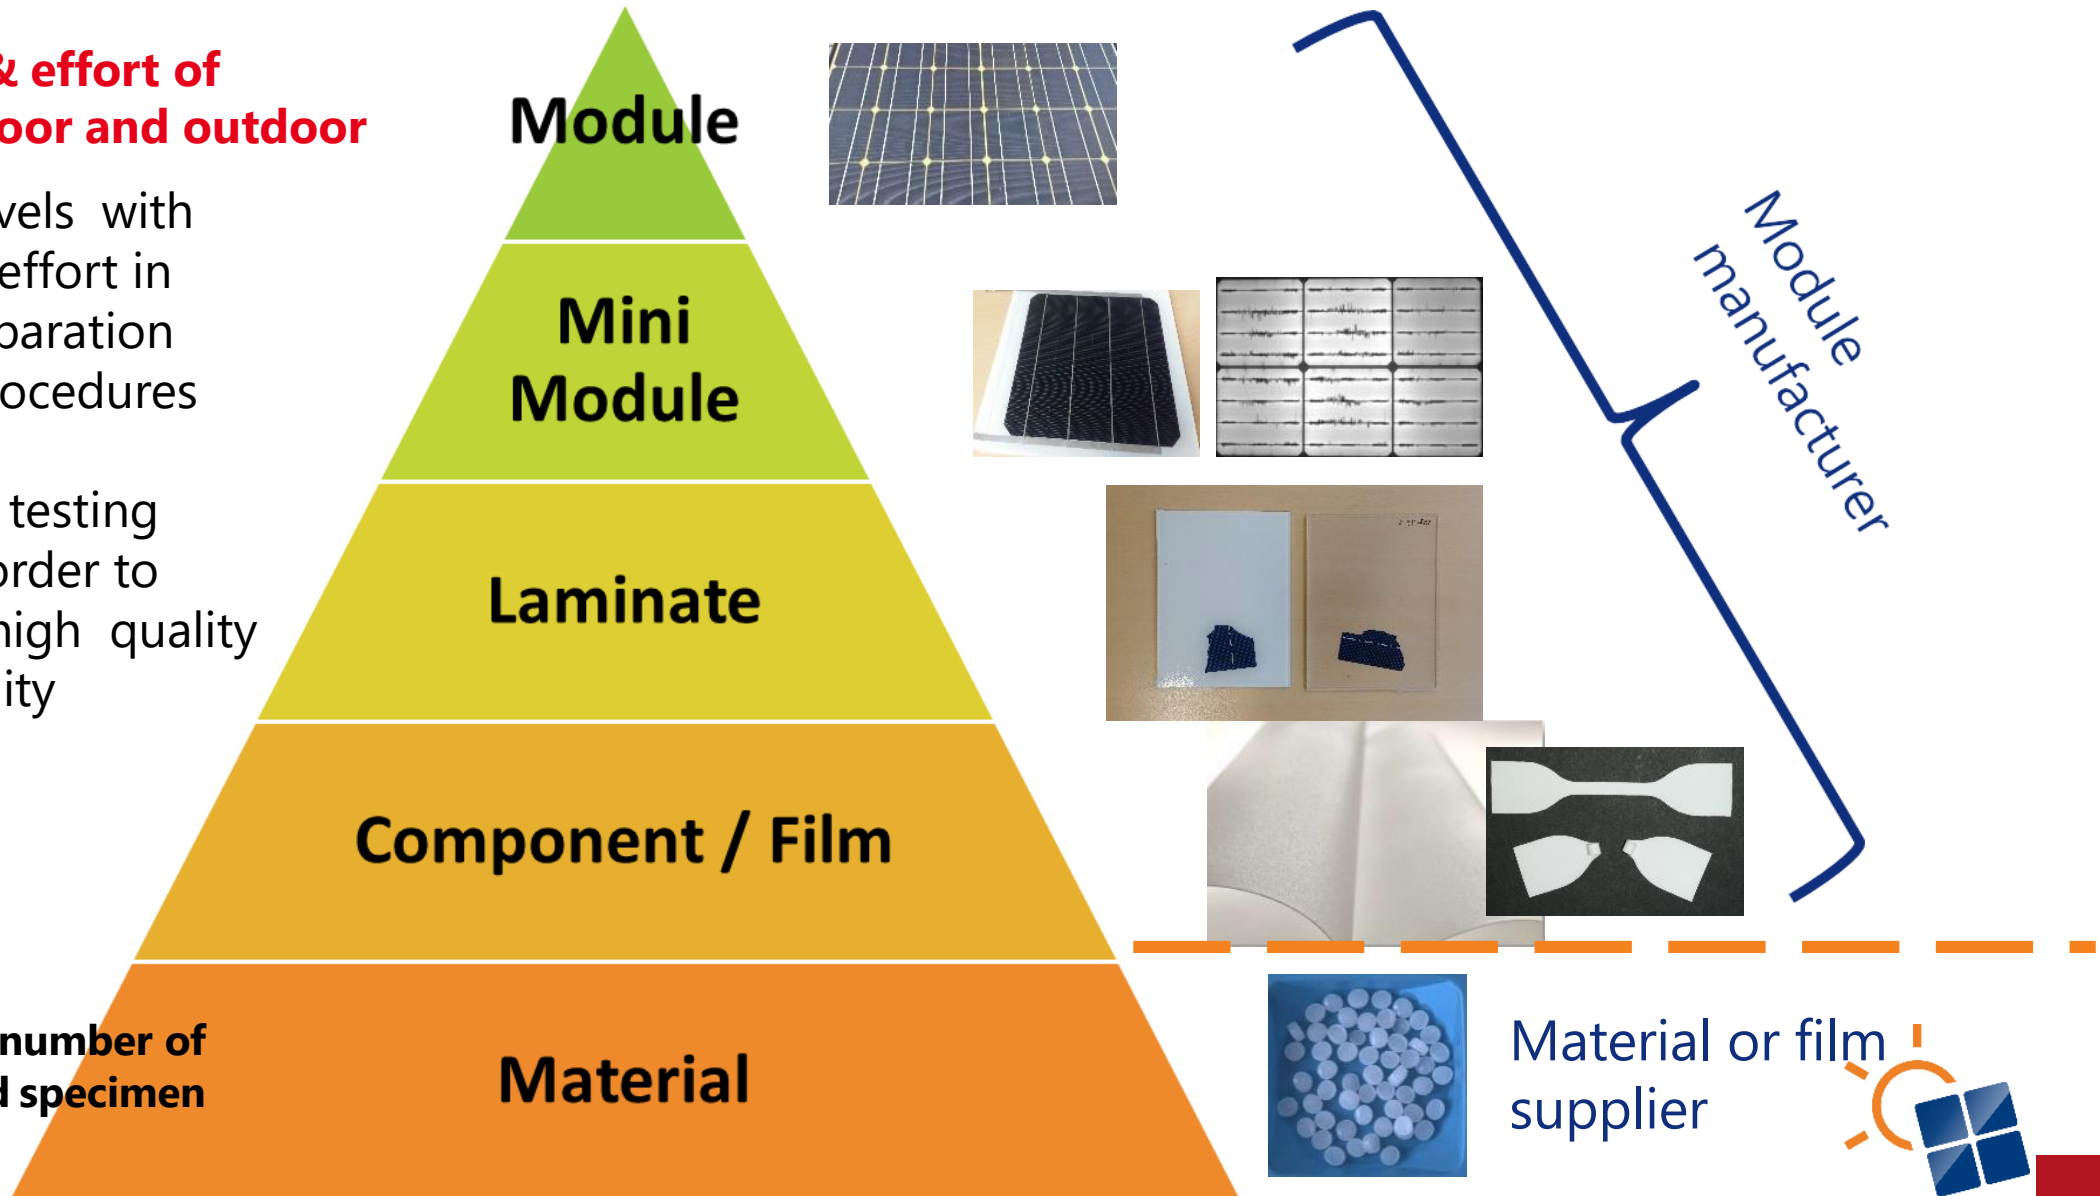 & effort of
oor and outdoor
vels with
effort in
paration
ocedures
testing
order to
high quality
ity
number of
d specimen
Module
Mini
Module
Laminate
Component / Film
Material
Module
manufacturer
Material or film
supplier